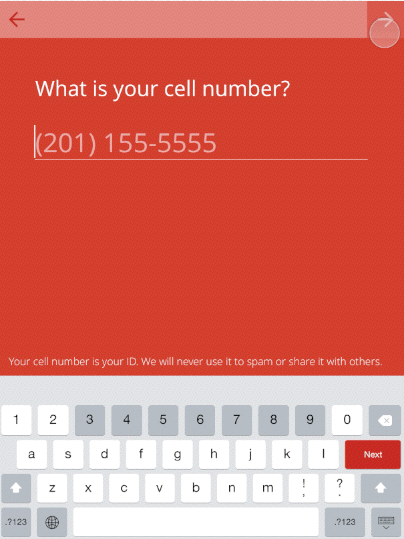 What is your cell number?
(201) 155-5555
Your cell number is your ID. We will never use it to spam or share it with others.
1 2 3 4 5 6 7 8 9 0
a s d f g h j k l Next
z x c v b n m ! , ? .
.?123 .?123